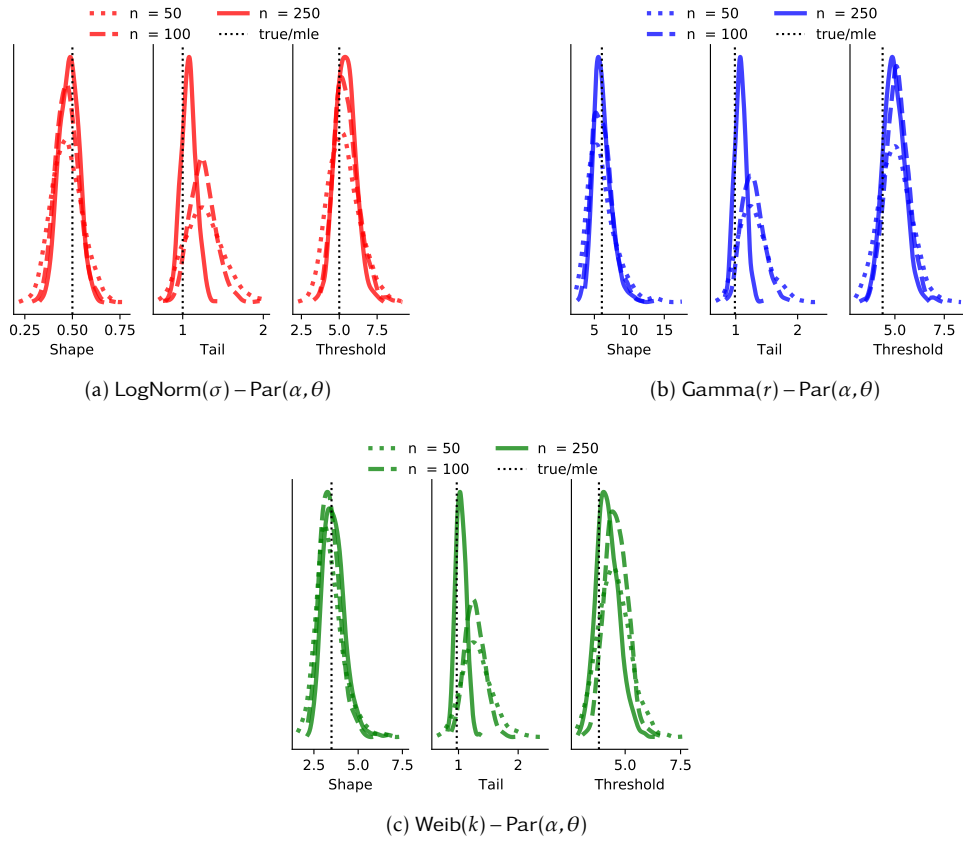 n = 50 n = 250
n = 100 true/mle
0.25 0.50 0.75
Shape
1 2
Tail
2.5 5.0 7.5
Threshold
(a) LogNorm(σ) – Par(α, θ)
n = 50 n = 250
n = 100 true/mle
5 10 15
Shape
1 2
Tail
5.0 7.5
Threshold
(b) Gamma(r) – Par(α, θ)
n = 50 n = 250
n = 100 true/mle
2.5 5.0 7.5
Shape
1 2
Tail
5.0 7.5
Threshold
(c) Weib(k) – Par(α, θ)